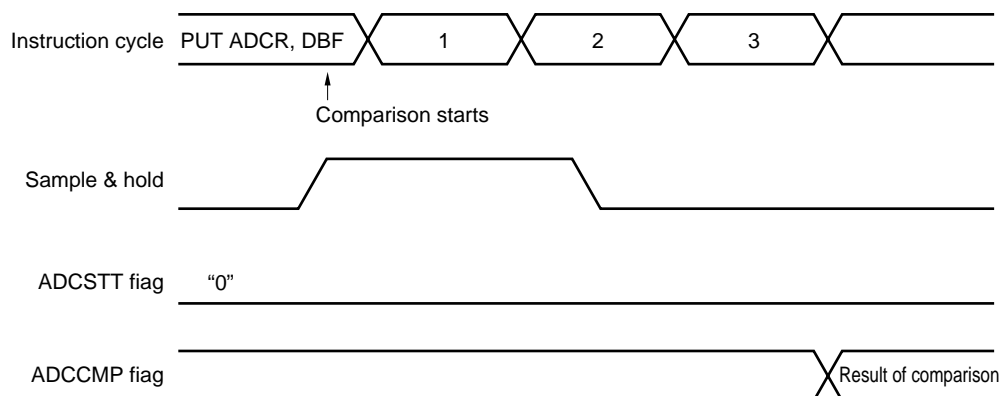 Instruction cycle PUT ADCR, DBF 1 2 3
Comparison starts
Sample & hold
ADCSTT fiag "0"
ADCCMP fiag Result of comparison